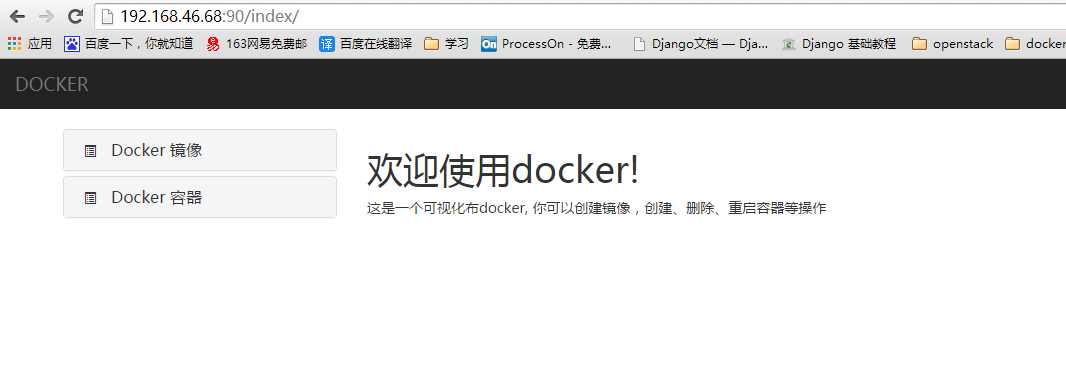 192.168.46.68:90/index/
应用 百度一下，你就知道 163网易免费邮 百度在线翻译 学习 ProcessOn - 免费... Django文档 — Dja... Django 基础教程 openstack docker
DOCKER
Docker 镜像
Docker 容器
欢迎使用docker!
这是一个可视化布docker, 你可以创建镜像，创建、删除、重启容器等操作